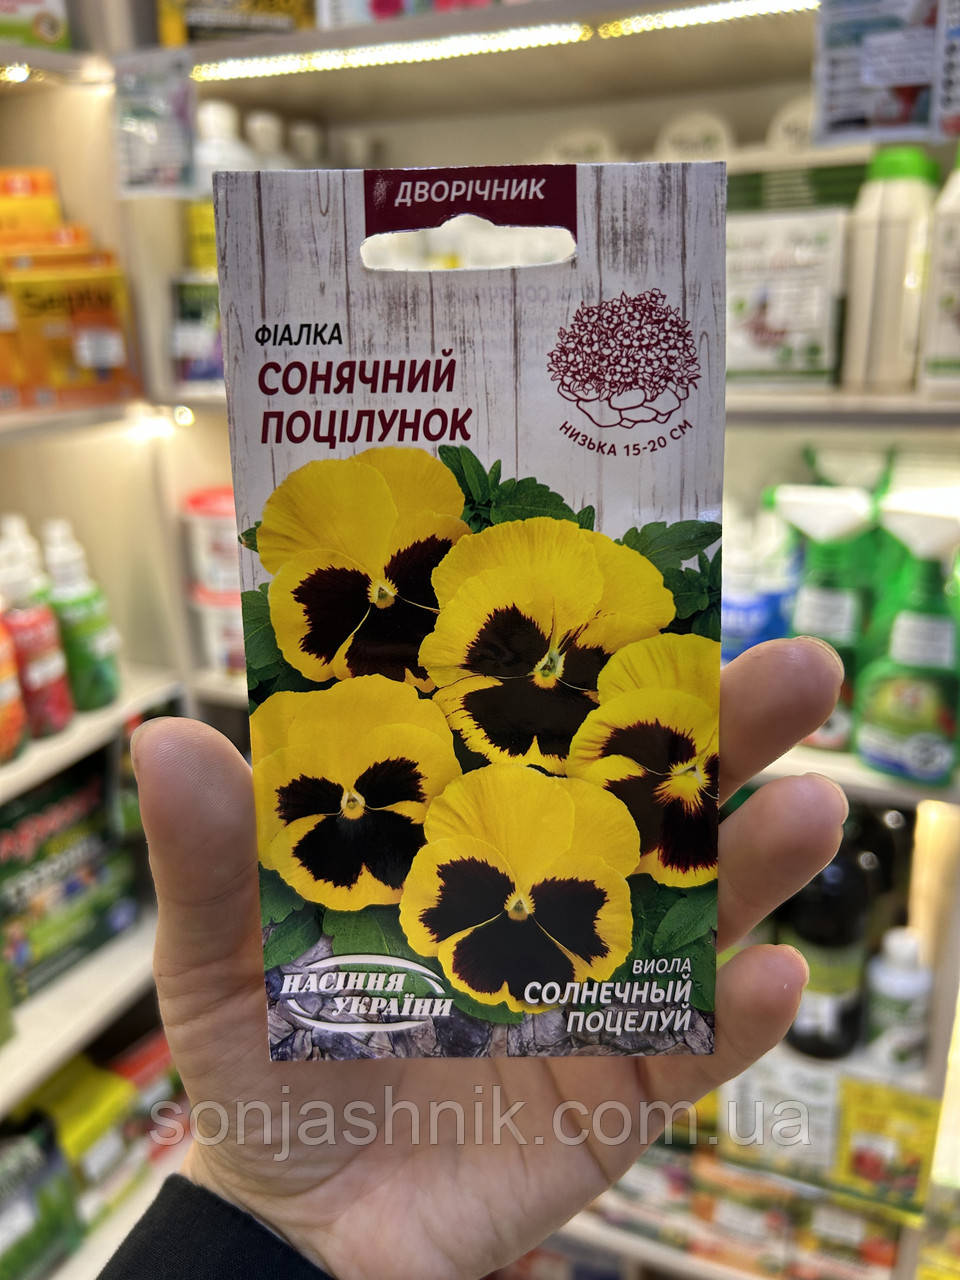 ДВОРІЧНИК
ФІАЛКА
СОНЯЧНИЙ
ПОЦІЛУНОК
НИЗЬКА 15-20 СМ
НАСІННЯ
УКРАЇНИ
ВИОЛА
СОЛНЕЧНЫЙ
ПОЦЕЛУЙ
sonjashnik.com.ua